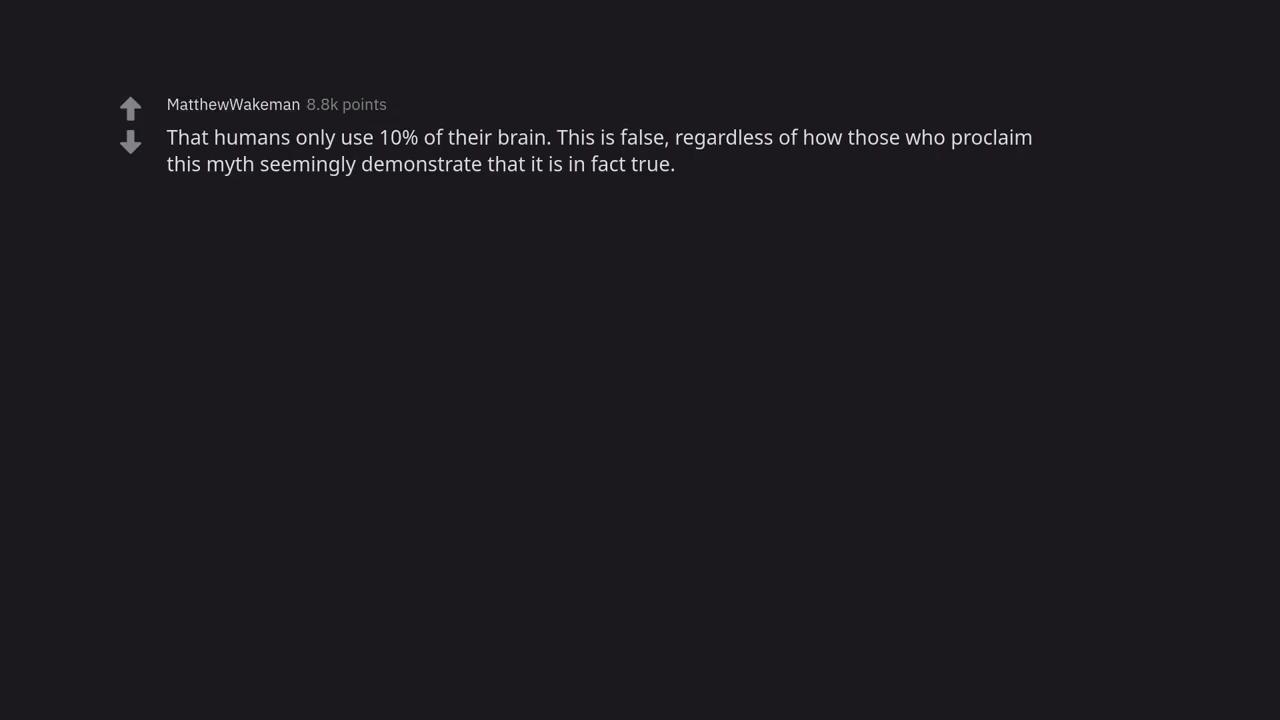 MatthewWakeman 8.8k points
That humans only use 10% of their brain. This is false, regardless of how those who proclaim
this myth seemingly demonstrate that it is in fact true.